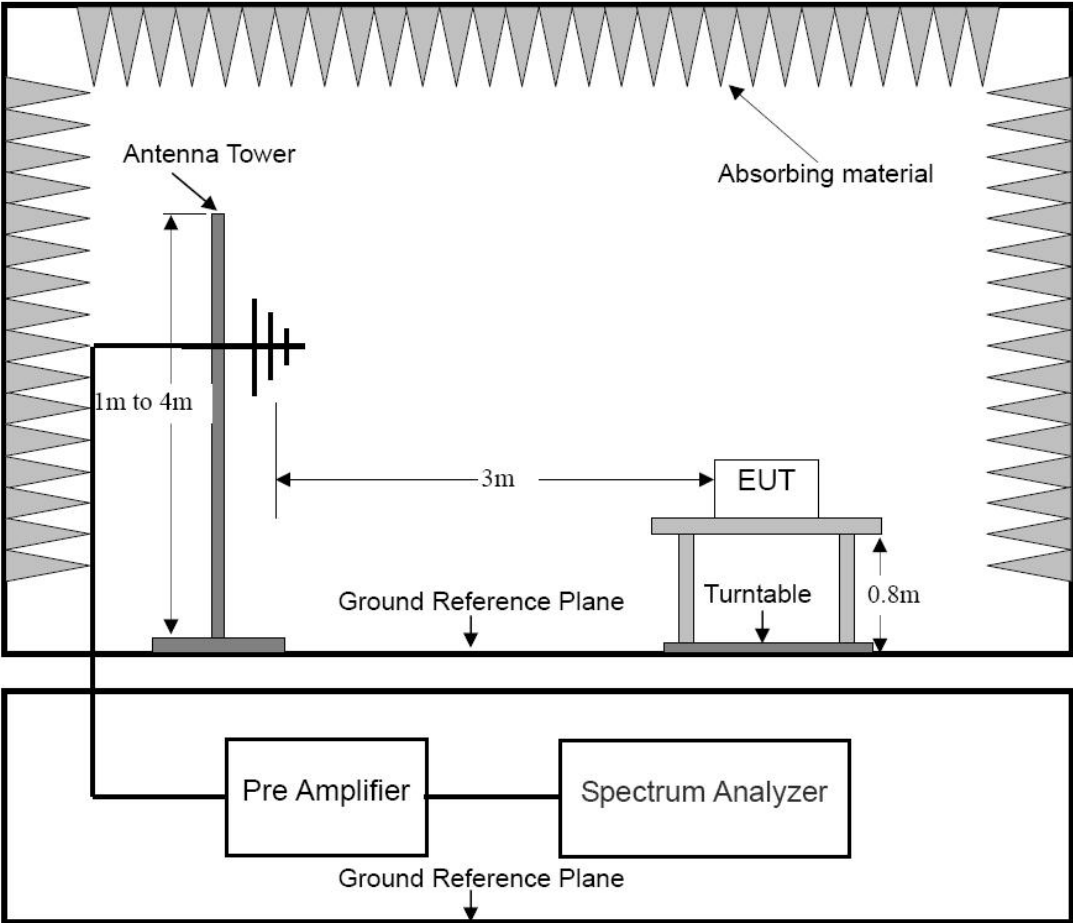 Antenna Tower
Absorbing material
1m to 4m
3m
EUT
Ground Reference Plane
Turntable
0.8m
Pre Amplifier
Spectrum Analyzer
Ground Reference Plane